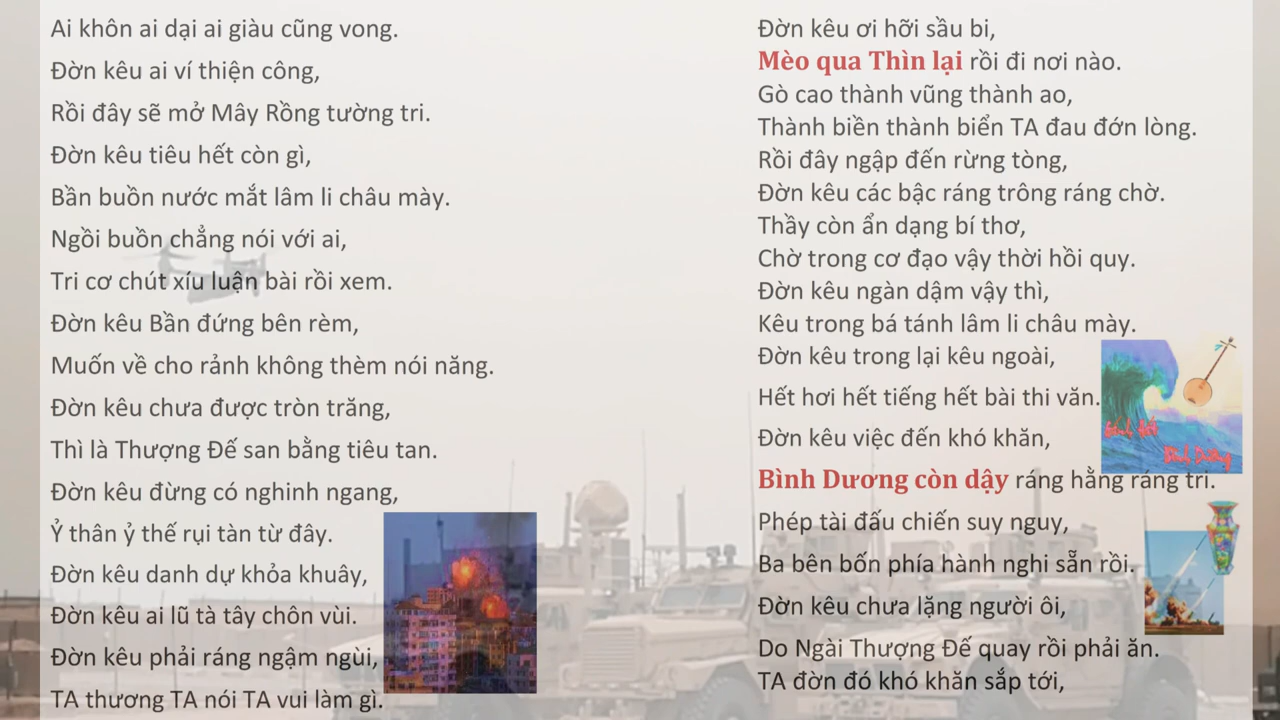 Ai khôn ai dại ai giàu cũng vong.
Đờn kêu ai ví thiện công,
Rồi đây sẽ mở Mây Rồng tường tri.
Đờn kêu tiêu hết còn gì,
Bần buồn nước mắt lâm li châu mày.
Ngồi buồn chẳng nói với ai,
Tri cơ chút xíu luận bài rồi xem.
Đờn kêu Bần đứng bên rèm,
Muốn về cho rảnh không thèm nói năng.
Đờn kêu chưa được tròn trăng,
Thì là Thượng Đế san bằng tiêu tan.
Đờn kêu đừng có nghinh ngang,
Ỷ thân ỷ thế rụi tàn từ đây.
Đờn kêu danh dự khỏa khuây,
Đờn kêu ai lũ tà tây chôn vùi.
Đờn kêu phải ráng ngậm ngùi,
TA thương TA nói TA vui làm gì.
Đờn kêu ơi hỡi sầu bi,
Mèo qua Thìn lại rồi đi nơi nào.
Gò cao thành vũng thành ao,
Thành biền thành biển TA đau đớn lòng.
Rồi đây ngập đến rừng tòng,
Đờn kêu các bậc ráng trông ráng chờ.
Thầy còn ẩn dạng bí thơ,
Chờ trong cơ đạo vậy thời hồi quy.
Đờn kêu ngàn dậm vậy thì,
Kêu trong bá tánh lâm li châu mày.
Đờn kêu trong lại kêu ngoài,
Hết hơi hết tiếng hết bài thi văn.
Đờn kêu việc đến khó khăn,
Bình Dương còn dậy ráng hằng ráng tri.
Phép tài đấu chiến suy nguy,
Ba bên bốn phía hành nghi sẵn rồi.
Đờn kêu chưa lặng người ôi,
Do Ngài Thượng Đế quay rồi phải ăn.
TA đờn đó khó khăn sắp tới,
Bình Dương